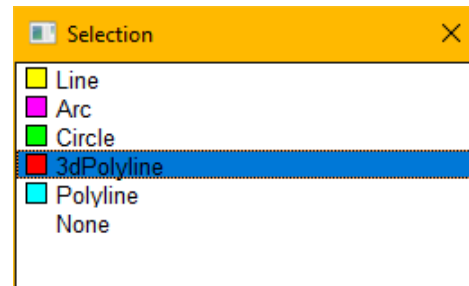 Selection
Line
Arc
Circle
3dPolyline
Polyline
None